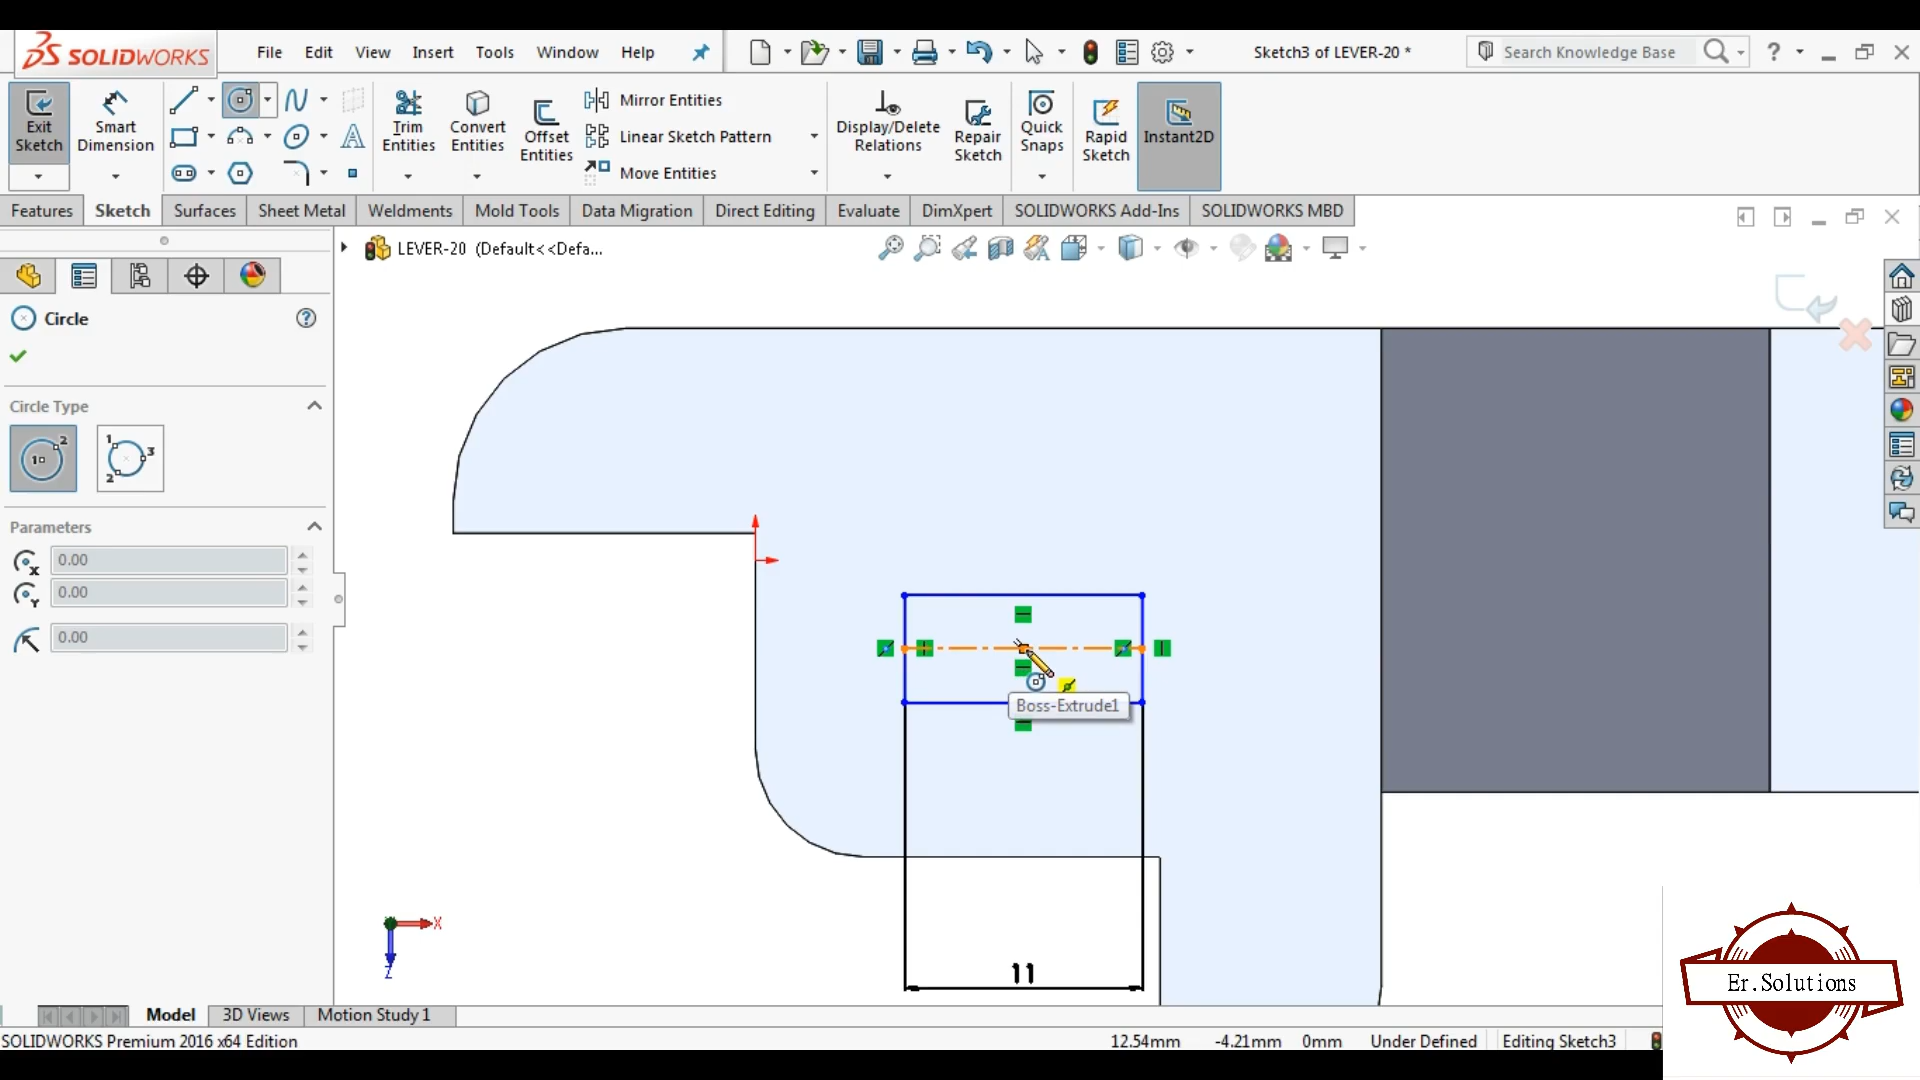 SOLIDWORKS
File Edit View Insert Tools Window Help
Sketch3 of LEVER-20 *
Search Knowledge Base
?
Exit Sketch
Smart Dimension
Trim Entities
Convert Entities
Offset Entities
Mirror Entities
Linear Sketch Pattern
Move Entities
Display/Delete Relations
Repair Sketch
Quick Snaps
Rapid Sketch
Instant2D
Features Sketch Surfaces Sheet Metal Weldments Mold Tools Data Migration Direct Editing Evaluate DimXpert SOLIDWORKS Add-Ins SOLIDWORKS MBD
LEVER-20 (Default<<Defa...
Circle
?
Circle Type
1 2
1 2 3
Parameters
X 0.00
Y 0.00
0.00
Boss-Extrude1
11
X
Z
Er.Solutions
Model 3D Views Motion Study 1
SOLIDWORKS Premium 2016 x64 Edition
12.54mm -4.21mm 0mm Under Defined Editing Sketch3